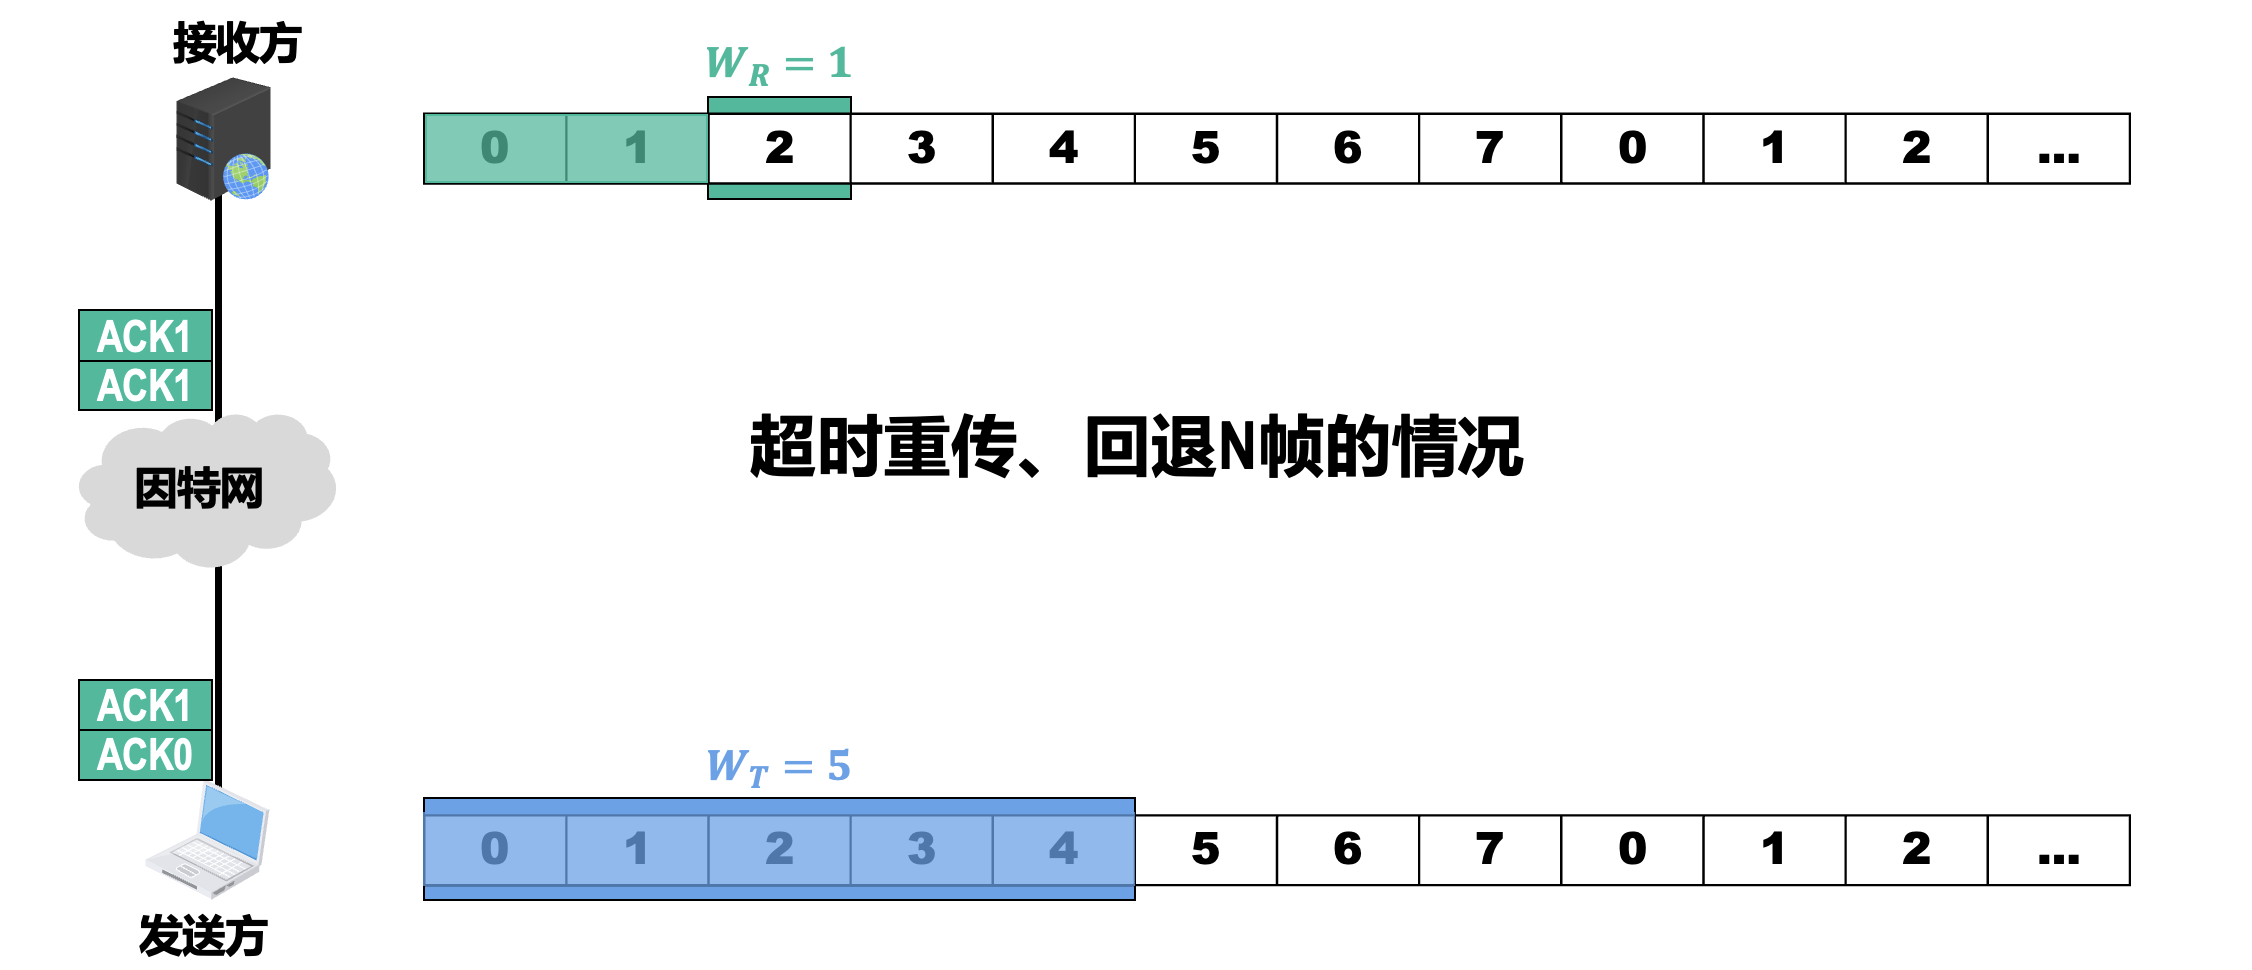 接收方
W_R = 1
0 1 2 3 4 5 6 7 0 1 2 ...
ACK1
ACK1
因特网
超时重传、回退N帧的情况
ACK1
ACK0
W_T = 5
0 1 2 3 4 5 6 7 0 1 2 ...
发送方